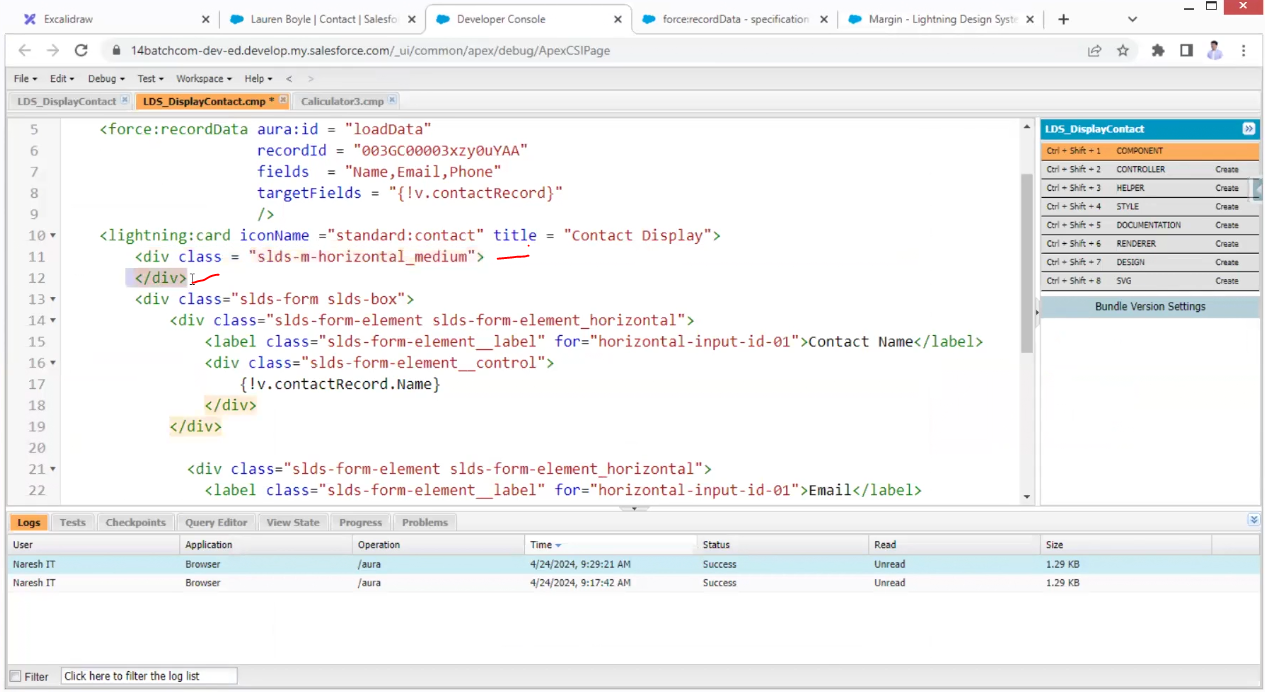 Excalidraw
Lauren Boyle | Contact | Salesfo
Developer Console
force:recordData - specification
Margin - Lightning Design Syste
14batchcom-dev-ed.develop.my.salesforce.com/_ui/common/apex/debug/ApexCSIPage
File Edit Debug Test Workspace Help < >
LDS_DisplayContact LDS_DisplayContact.cmp * Caliculator3.cmp
5 <force:recordData aura:id = "loadData"
6 recordId = "003GC00003xzy0uYAA"
7 fields = "Name,Email,Phone"
8 targetFields = "{!v.contactRecord}"
9 />
10 <lightning:card iconName ="standard:contact" title = "Contact Display">
11 <div class = "slds-m-horizontal_medium">
12 </div>
13 <div class="slds-form slds-box">
14 <div class="slds-form-element slds-form-element_horizontal">
15 <label class="slds-form-element__label" for="horizontal-input-id-01">Contact Name</label>
16 <div class="slds-form-element__control">
17 {!v.contactRecord.Name}
18 </div>
19 </div>
20
21 <div class="slds-form-element slds-form-element_horizontal">
22 <label class="slds-form-element__label" for="horizontal-input-id-01">Email</label>
LDS_DisplayContact
Ctrl + Shift + 1 COMPONENT
Ctrl + Shift + 2 CONTROLLER Create
Ctrl + Shift + 3 HELPER Create
Ctrl + Shift + 4 STYLE Create
Ctrl + Shift + 5 DOCUMENTATION Create
Ctrl + Shift + 6 RENDERER Create
Ctrl + Shift + 7 DESIGN Create
Ctrl + Shift + 8 SVG Create
Bundle Version Settings
Logs Tests Checkpoints Query Editor View State Progress Problems
User Application Operation Time Status Read Size
Naresh IT Browser /aura 4/24/2024, 9:29:21 AM Success Unread 1.29 KB
Naresh IT Browser /aura 4/24/2024, 9:17:42 AM Success Unread 1.29 KB
Filter Click here to filter the log list